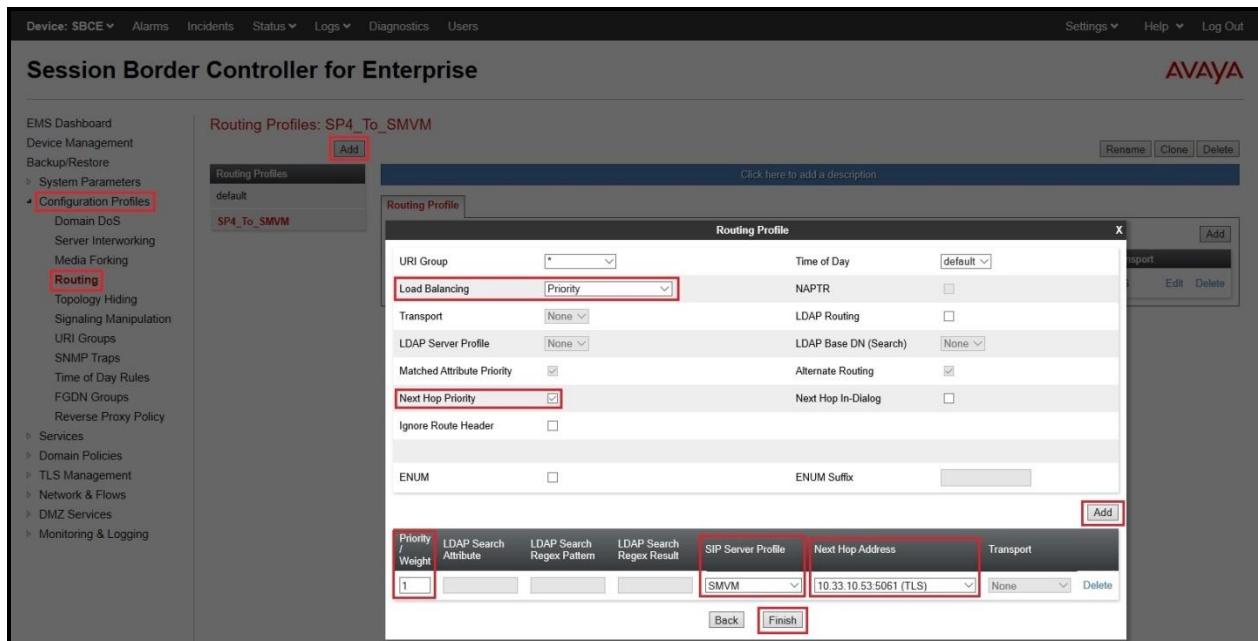 Device: SBCE Alarms Incidents Status Logs Diagnostics Users Settings Help Log Out
Session Border Controller for Enterprise
AVAYA
EMS Dashboard
Device Management
Backup/Restore
System Parameters
Configuration Profiles
Domain DoS
Server Interworking
Media Forking
Routing
Topology Hiding
Signaling Manipulation
URI Groups
SNMP Traps
Time of Day Rules
FGDN Groups
Reverse Proxy Policy
Services
Domain Policies
TLS Management
Network & Flows
DMZ Services
Monitoring & Logging
Routing Profiles: SP4_To_SMVM
Add
Rename Clone Delete
Routing Profiles
default
SP4_To_SMVM
Click here to add a description.
Routing Profile
Add
Edit Delete
Routing Profile X
URI Group * Time of Day default
Load Balancing Priority NAPTR
Transport None LDAP Routing
LDAP Server Profile None LDAP Base DN (Search) None
Matched Attribute Priority Alternate Routing
Next Hop Priority Next Hop In-Dialog
Ignore Route Header
ENUM ENUM Suffix
Add
Priority / Weight LDAP Search Attribute LDAP Search Regex Pattern LDAP Search Regex Result SIP Server Profile Next Hop Address Transport
1 SMVM 10.33.10.53:5061 (TLS) None Delete
Back Finish